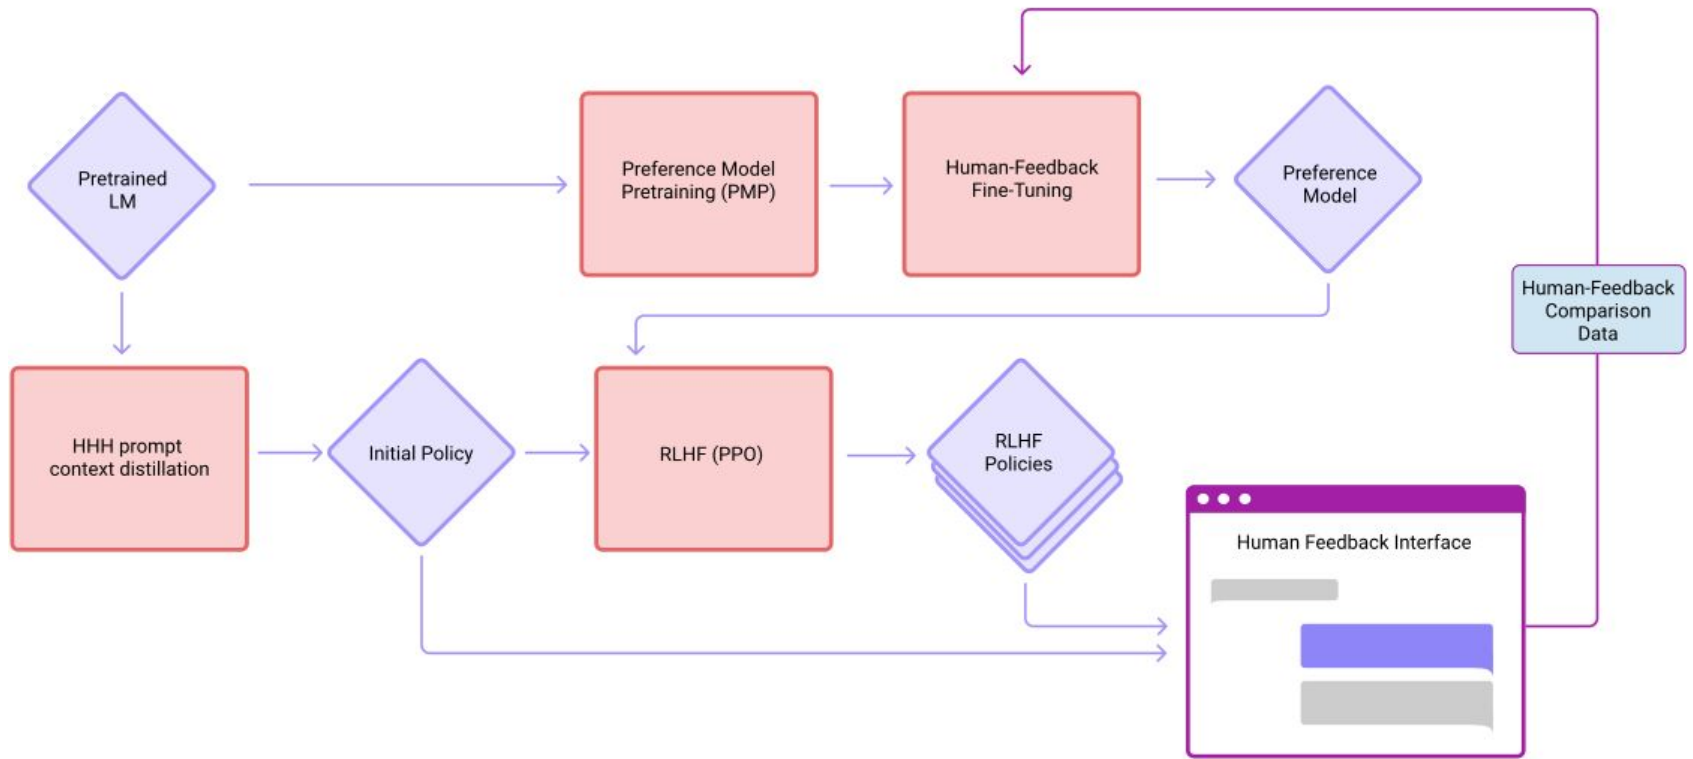 Pretrained
LM
Preference Model
Pretraining (PMP)
Human-Feedback
Fine-Tuning
Preference
Model
Human-Feedback
Comparison
Data
HHH prompt
context distillation
Initial Policy
RLHF (PPO)
RLHF
Policies
Human Feedback Interface